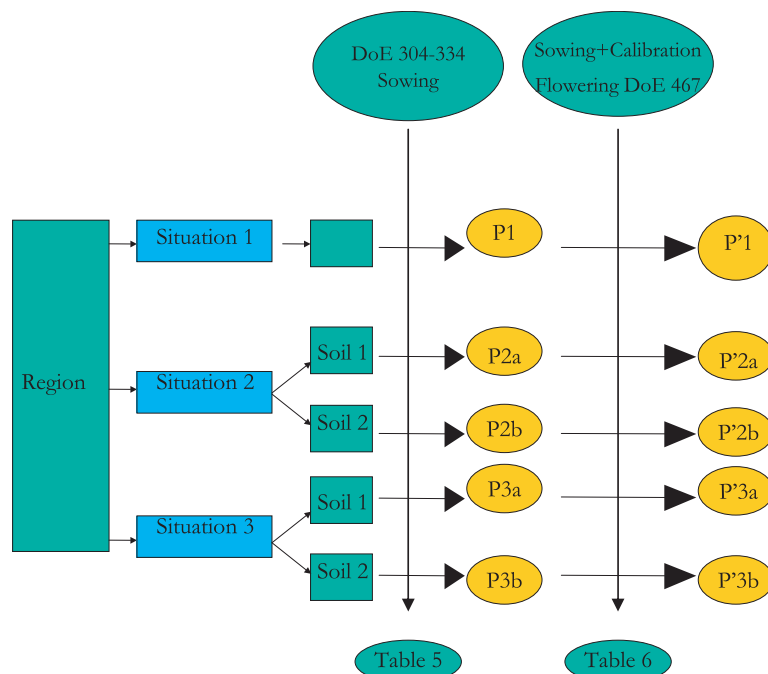 DoE 304-334
Sowing
Sowing+Calibration
Flowering DoE 467
Situation 1
P1
P'1
Region
Situation 2
Soil 1
P2a
P'2a
Soil 2
P2b
P'2b
Situation 3
Soil 1
P3a
P'3a
Soil 2
P3b
P'3b
Table 5
Table 6